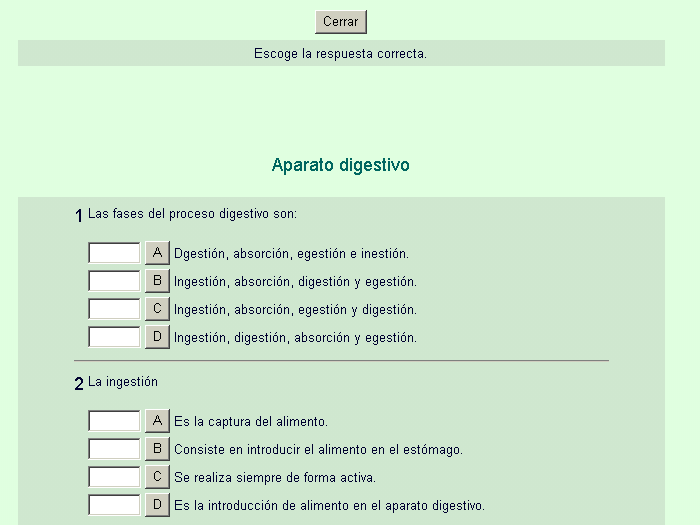 Cerrar
Escoge la respuesta correcta.
Aparato digestivo
1 Las fases del proceso digestivo son:
A Dgestión, absorción, egestión e inestión.
B Ingestión, absorción, digestión y egestión.
C Ingestión, absorción, egestión y digestión.
D Ingestión, digestión, absorción y egestión.
2 La ingestión
A Es la captura del alimento.
B Consiste en introducir el alimento en el estómago.
C Se realiza siempre de forma activa.
D Es la introducción de alimento en el aparato digestivo.